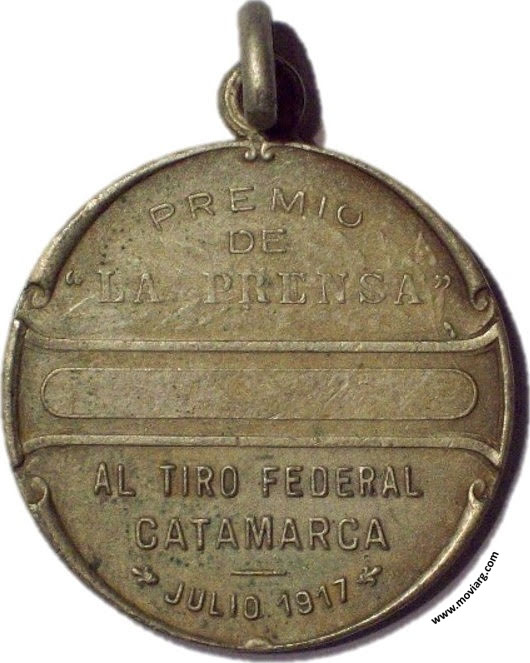 PREMIO
DE
"LA PRENSA"
AL TIRO FEDERAL
CATAMARCA
JULIO 1917
www.moviarg.com